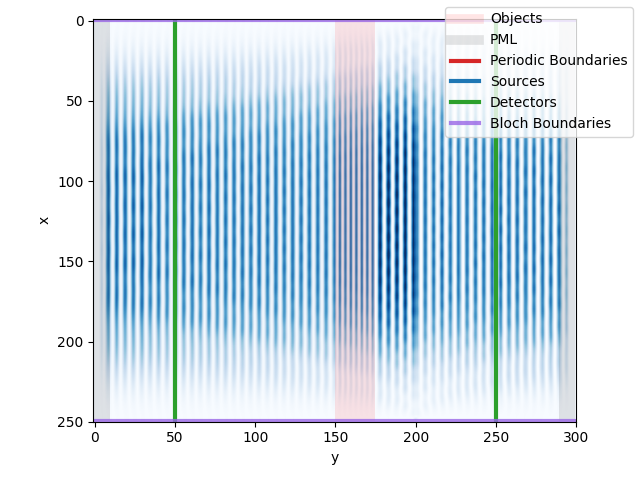 Objects
PML
Periodic Boundaries
Sources
Detectors
Bloch Boundaries
0
50
100
150
200
250
x
0 50 100 150 200 250 300
y